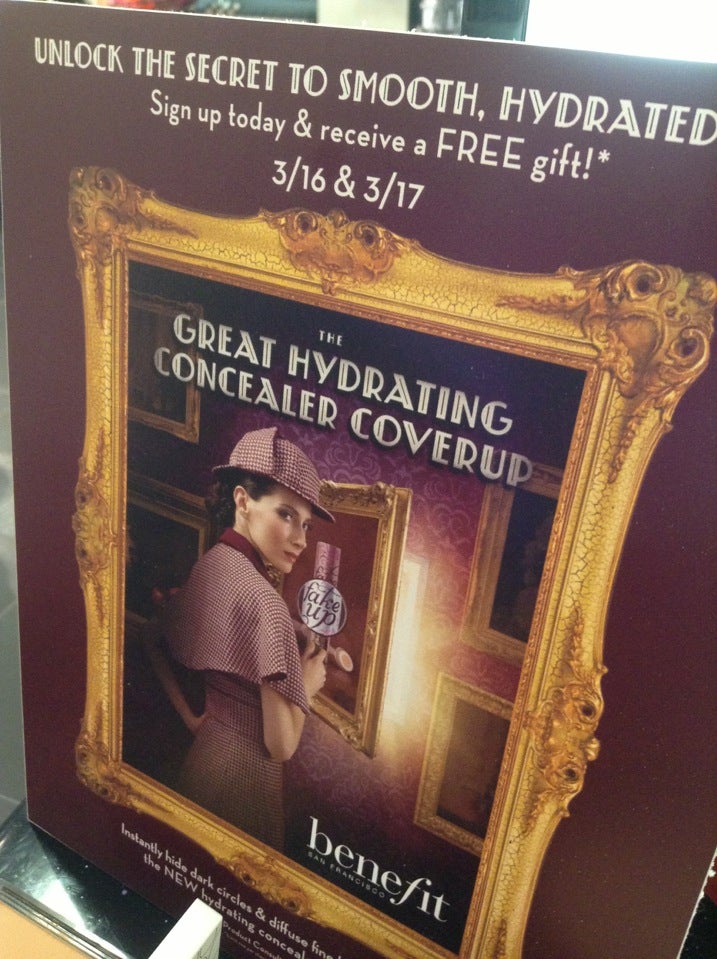 UNLOCK THE SECRET TO SMOOTH, HYDRATED
Sign up today & receive a FREE gift!*
3/16 & 3/17
THE
GREAT HYDRATING
CONCEALER COVERUP
fake
up
benefit
SAN FRANCISCO
Instantly hide dark circles & diffuse fine
the NEW hydrating conceal
Product